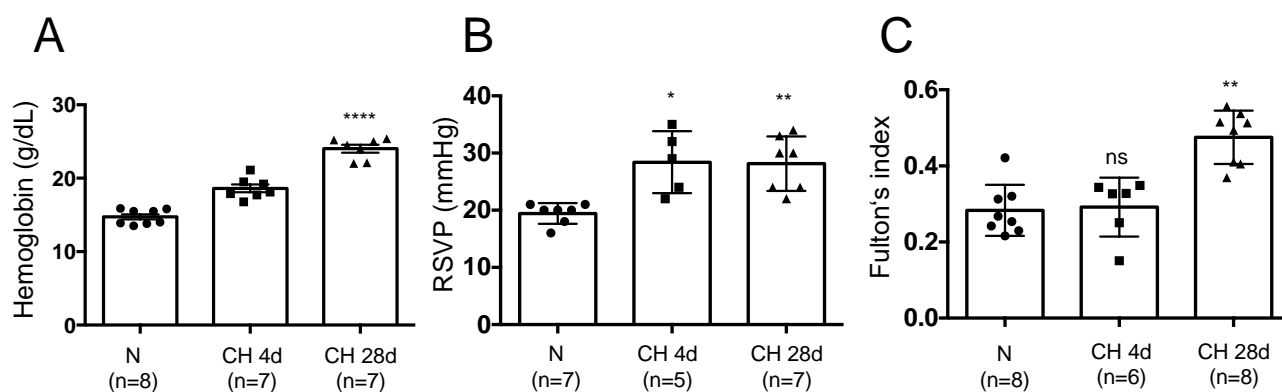 A
Hemoglobin (g/dL)
30
20
10
0
****
N
(n=8)
CH 4d
(n=7)
CH 28d
(n=7)
B
RSVP (mmHg)
40
30
20
10
0
*
**
N
(n=7)
CH 4d
(n=5)
CH 28d
(n=7)
C
Fulton‘s index
0.6
0.4
0.2
0.0
ns
**
N
(n=8)
CH 4d
(n=6)
CH 28d
(n=8)